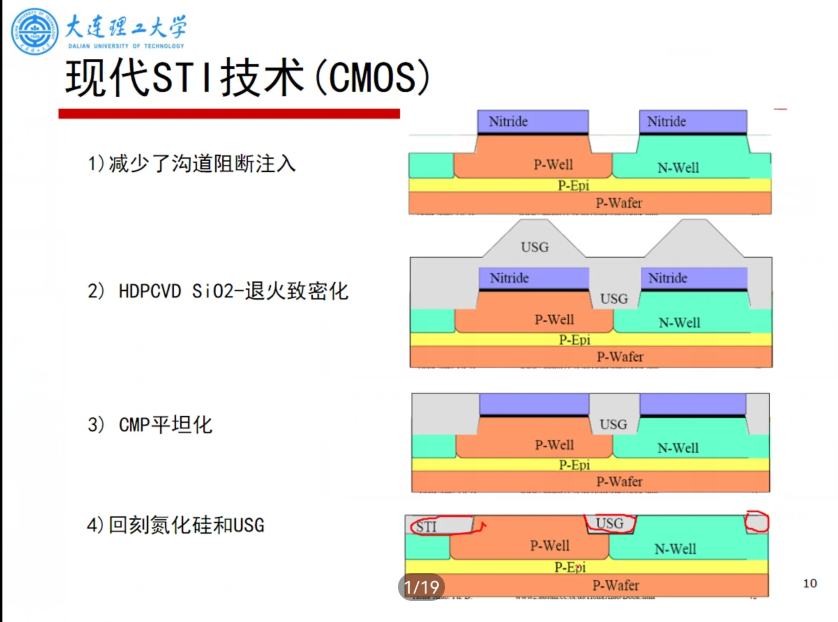 大连理工大学
DALIAN UNIVERSITY OF TECHNOLOGY
现代STI技术(CMOS)
1)减少了沟道阻断注入
Nitride
Nitride
P-Well
N-Well
P-Epi
P-Wafer
2) HDPCVD SiO2-退火致密化
USG
Nitride
Nitride
USG
P-Well
N-Well
P-Epi
P-Wafer
3) CMP平坦化
USG
P-Well
N-Well
P-Epi
P-Wafer
4)回刻氮化硅和USG
STI
USG
P-Well
N-Well
P-Epi
P-Wafer
1/19
10